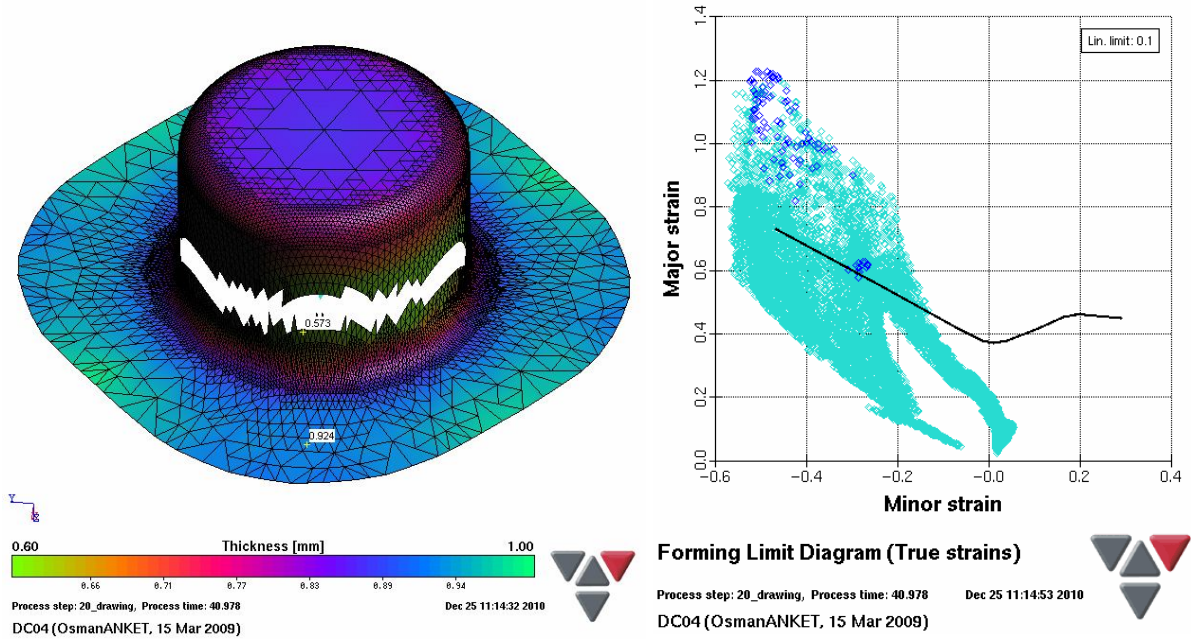 0.573
0.924
Y
0.60 Thickness [mm] 1.00
0.66 0.71 0.77 0.83 0.89 0.94
Process step: 20_drawing, Process time: 40.978 Dec 25 11:14:32 2010
DC04 (OsmanANKET, 15 Mar 2009)
Lin. limit: 0.1
Major strain
1.4
1.2
1.0
0.8
0.6
0.4
0.2
0.0
-0.6 -0.4 -0.2 -0.0 0.2 0.4
Minor strain
Forming Limit Diagram (True strains)
Process step: 20_drawing, Process time: 40.978 Dec 25 11:14:53 2010
DC04 (OsmanANKET, 15 Mar 2009)